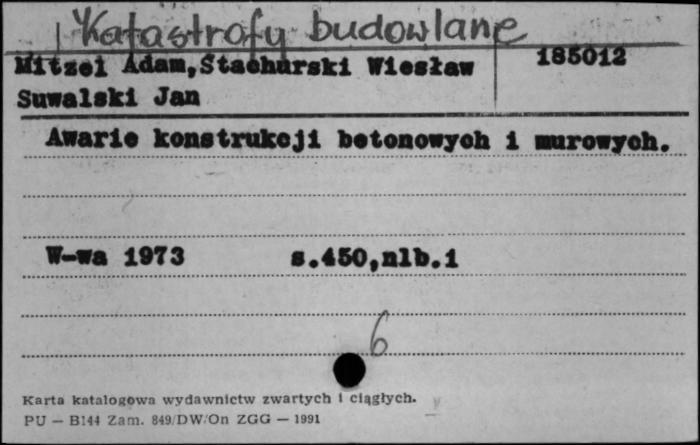 Katastrofy budowlane
Mitzel Adam,Stachurski Wiesław
185012
Suwalski Jan
Awarie konstrukcji betonowych i murowych.
W-wa 1973 s.450,nlb.1
6
Karta katalogowa wydawnictw zwartych i ciągłych.
PU — B144 Zam. 849/DW/On ZGG — 1991